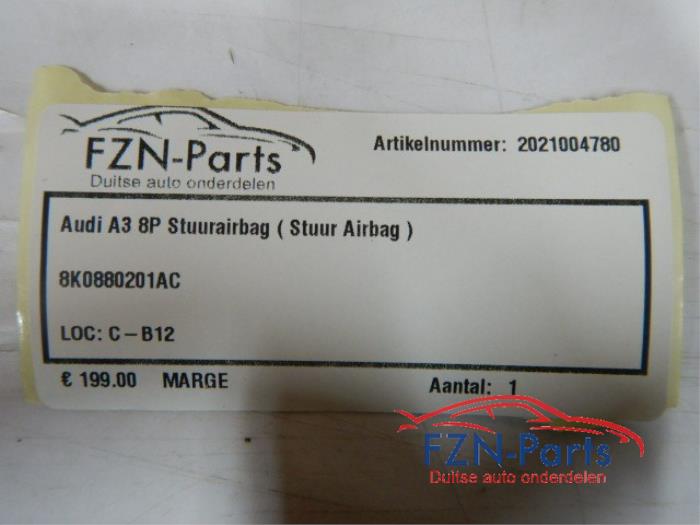 FZN-Parts
Duitse auto onderdelen
Artikelnummer: 2021004780
Audi A3 8P Stuurairbag ( Stuur Airbag )
8K0880201AC
LOC: C-B12
€ 199.00 MARGE
Aantal: 1
FZN-Parts
Duitse auto onderdelen